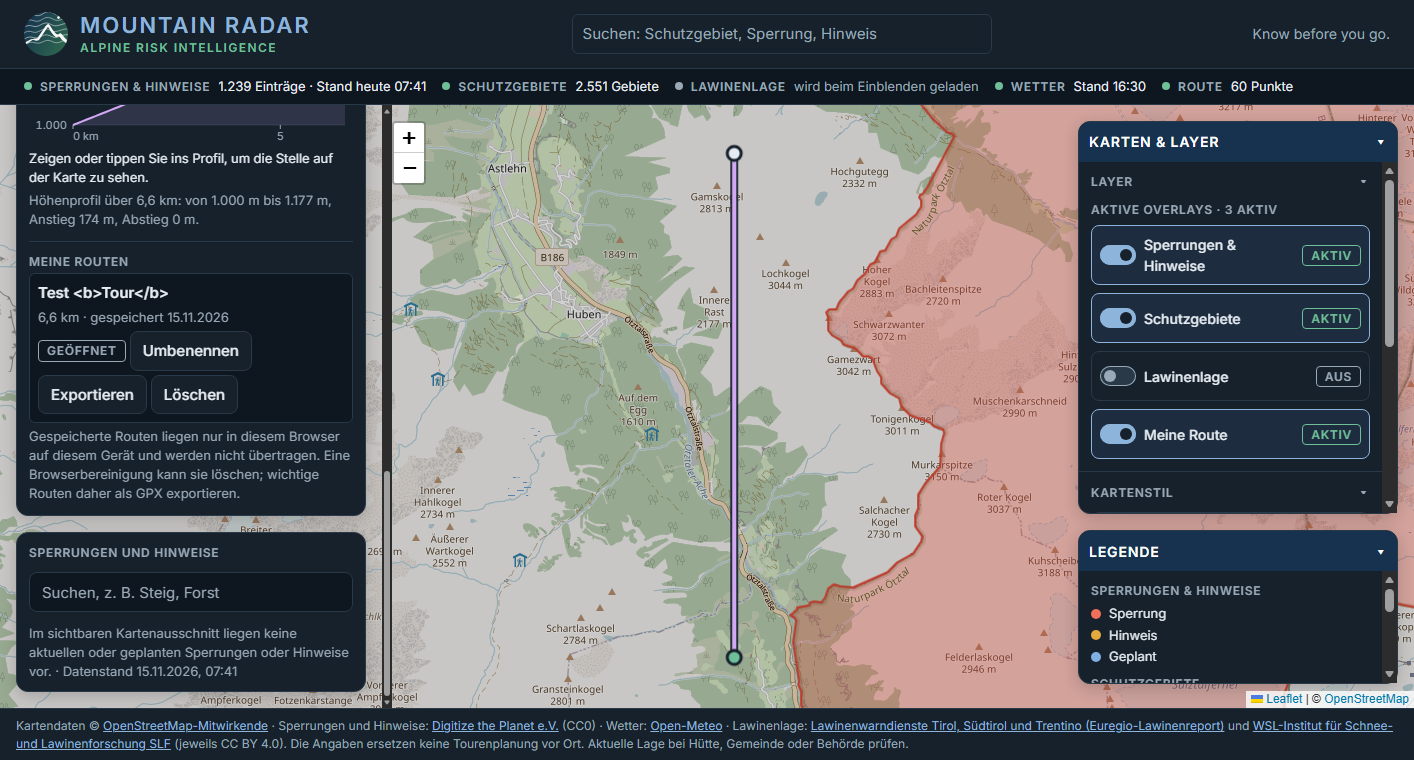 MOUNTAIN RADAR
ALPINE RISK INTELLIGENCE
Suchen: Schutzgebiet, Sperrung, Hinweis
Know before you go.
SPERRUNGEN & HINWEISE 1.239 Einträge · Stand heute 07:41
SCHUTZGEBIETE 2.551 Gebiete
LAWINENLAGE wird beim Einblenden geladen
WETTER Stand 16:30
ROUTE 60 Punkte
1.000
0 km
5
Zeigen oder tippen Sie ins Profil, um die Stelle auf
der Karte zu sehen.
Höhenprofil über 6,6 km: von 1.000 m bis 1.177 m,
Anstieg 174 m, Abstieg 0 m.
MEINE ROUTEN
Test <b>Tour</b>
6,6 km · gespeichert 15.11.2026
GEÖFFNET
Umbenennen
Exportieren
Löschen
Gespeicherte Routen liegen nur in diesem Browser
auf diesem Gerät und werden nicht übertragen. Eine
Browserbereinigung kann sie löschen; wichtige
Routen daher als GPX exportieren.
Breiter
SPERRUNGEN UND HINWEISE
Suchen, z. B. Steig, Forst
Im sichtbaren Kartenausschnitt liegen keine
aktuellen oder geplanten Sperrungen oder Hinweise
vor. · Datenstand 15.11.2026, 07:41
Ampferkogel
Fotzenkarstange
Vorderer
Ampferkogel
+
−
Astlehn
Gamskogel
2813 m
Hochgutegg
2332 m
Naturpark Ötztal
B186
1849 m
Lochkogel
3044 m
Hoher
Kogel
2883 m
Bachleitenspitze
2720 m
Huben
Innere
Rast
2177 m
Ötztalstraße
Schwarzwanter
3072 m
Gamezwart
3042 m
Auf dem
Egg
1610 m
Ötztalstraße
Ötztaler Ache
Muschenkarschneid
2990 m
Tonigenkogel
3011 m
Murkarspitze
3150 m
Innerer
Hahlkogel
2734 m
Roter Kogel
3037 m
Salchacher
Kogel
2730 m
Äußerer
Wartkogel
2552 m
Kuhscheibe
3188 m
Ötztalstraße
Naturpark Ötztal
Schartlaskogel
2784 m
Felderlaskogel
2946 m
Gransteinkogel
2801 m
3217 m
KARTEN & LAYER
LAYER
AKTIVE OVERLAYS · 3 AKTIV
Sperrungen &
Hinweise
AKTIV
Schutzgebiete
AKTIV
Lawinenlage
AUS
Meine Route
AKTIV
KARTENSTIL
LEGENDE
SPERRUNGEN & HINWEISE
Sperrung
Hinweis
Geplant
SCHUTZGEBIETE
Leaflet | © OpenStreetMap
Kartendaten © OpenStreetMap-Mitwirkende · Sperrungen und Hinweise: Digitize the Planet e.V. (CC0) · Wetter: Open-Meteo · Lawinenlage: Lawinenwarndienste Tirol, Südtirol und Trentino (Euregio-Lawinenreport) und WSL-Institut für Schnee-
und Lawinenforschung SLF (jeweils CC BY 4.0). Die Angaben ersetzen keine Tourenplanung vor Ort. Aktuelle Lage bei Hütte, Gemeinde oder Behörde prüfen.